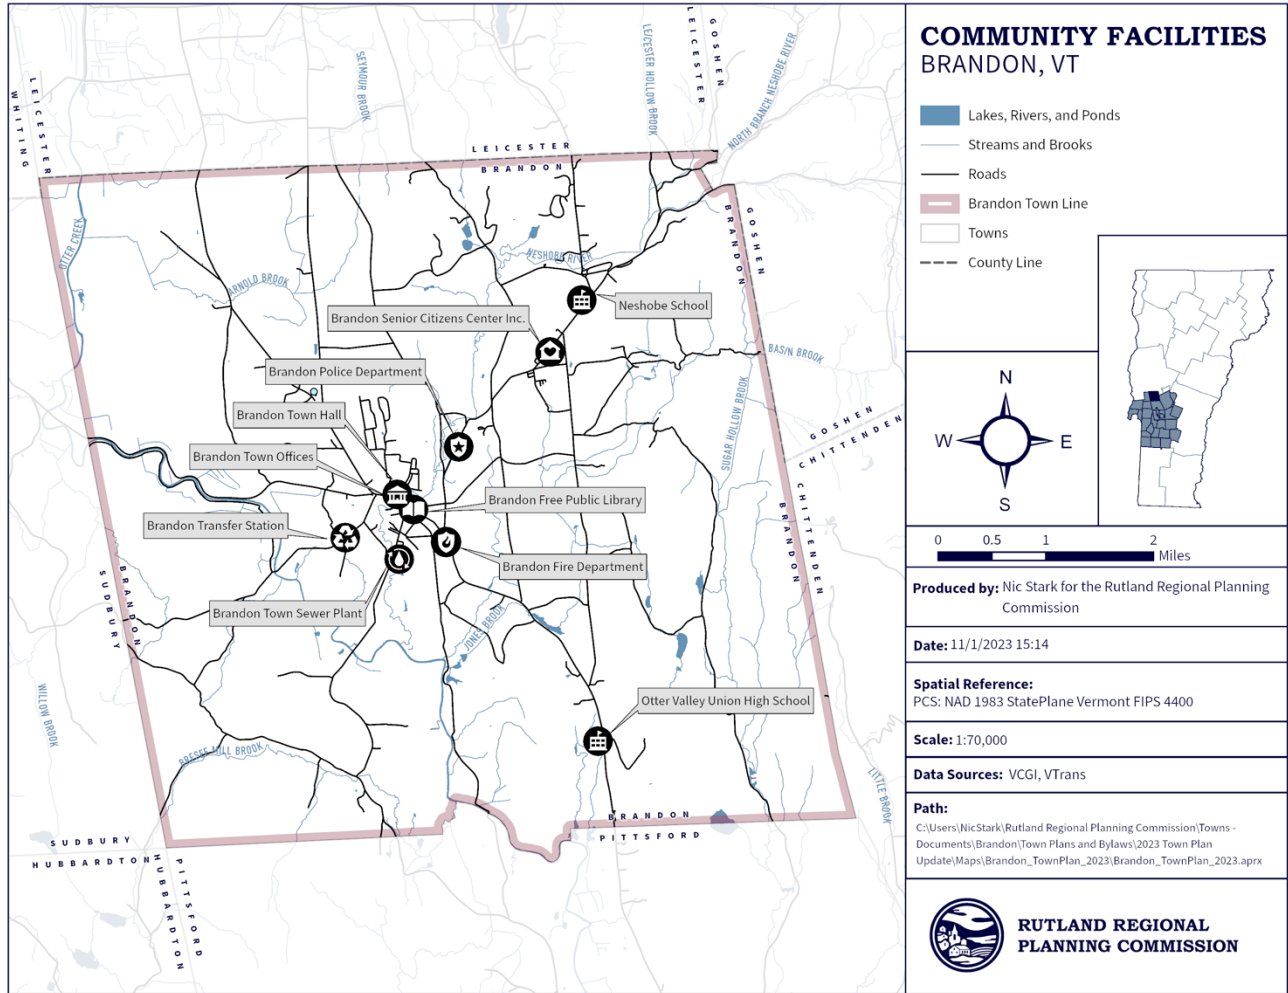 COMMUNITY FACILITIES
BRANDON, VT
Lakes, Rivers, and Ponds
Streams and Brooks
Roads
Brandon Town Line
Towns
County Line
N
W
E
S
0 0.5 1 2
Miles
Produced by: Nic Stark for the Rutland Regional Planning
Commission
Date: 11/1/2023 15:14
Spatial Reference:
PCS: NAD 1983 StatePlane Vermont FIPS 4400
Scale: 1:70,000
Data Sources: VCGI, VTrans
Path:
C:\Users\NicStark\Rutland Regional Planning Commission\Towns -
Documents\Brandon\Town Plans and Bylaws\2023 Town Plan
Update\Maps\Brandon_TownPlan_2023\Brandon_TownPlan_2023.aprx
RUTLAND REGIONAL
PLANNING COMMISSION
LEICESTER
WHITING
SEYMOUR BROOK
LEICESTER HOLLOW BROOK
LEICESTER
GOSHEN
NORTH BRANCH NESHOBE RIVER
LEICESTER
BRANDON
OTTER CREEK
ARNOLD BROOK
NESHOBE RIVER
GOSHEN
BRANDON
Neshobe School
Brandon Senior Citizens Center Inc.
BASIN BROOK
Brandon Police Department
SUGAR HOLLOW BROOK
Brandon Town Hall
GOSHEN
CHITTENDEN
Brandon Town Offices
Brandon Free Public Library
Brandon Transfer Station
CHITTENDEN
BRANDON
Brandon Fire Department
BRANDON
SUDBURY
Brandon Town Sewer Plant
JONES BROOK
WILLOW BROOK
Otter Valley Union High School
BRESEE MILL BROOK
LITTLE BROOK
BRANDON
PITTSFORD
SUDBURY
HUBBARDTON
HUBBARDTON
PITTSFORD